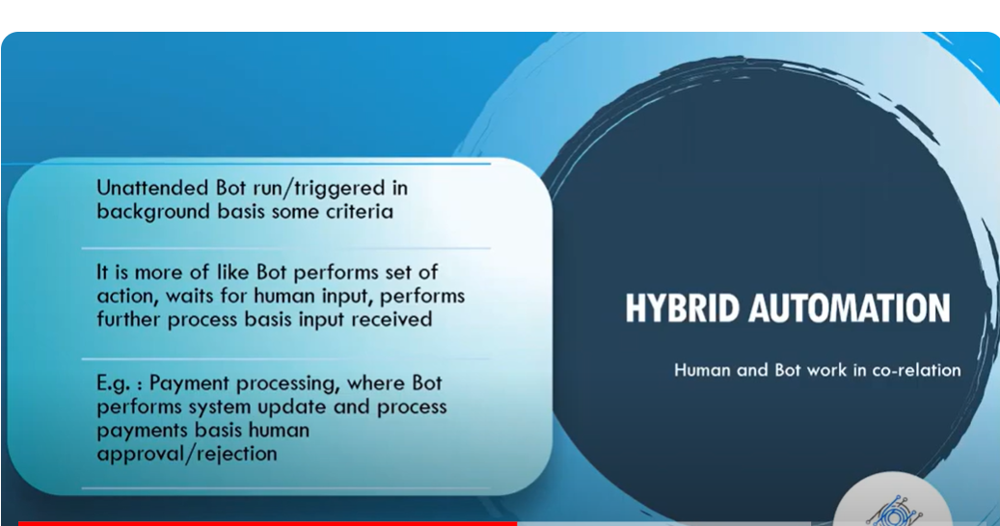 Unattended Bot run/triggered in
background basis some criteria
It is more of like Bot performs set of
action, waits for human input, performs
further process basis input received
E.g. : Payment processing, where Bot
performs system update and process
payments basis human
approval/rejection
HYBRID AUTOMATION
Human and Bot work in co-relation